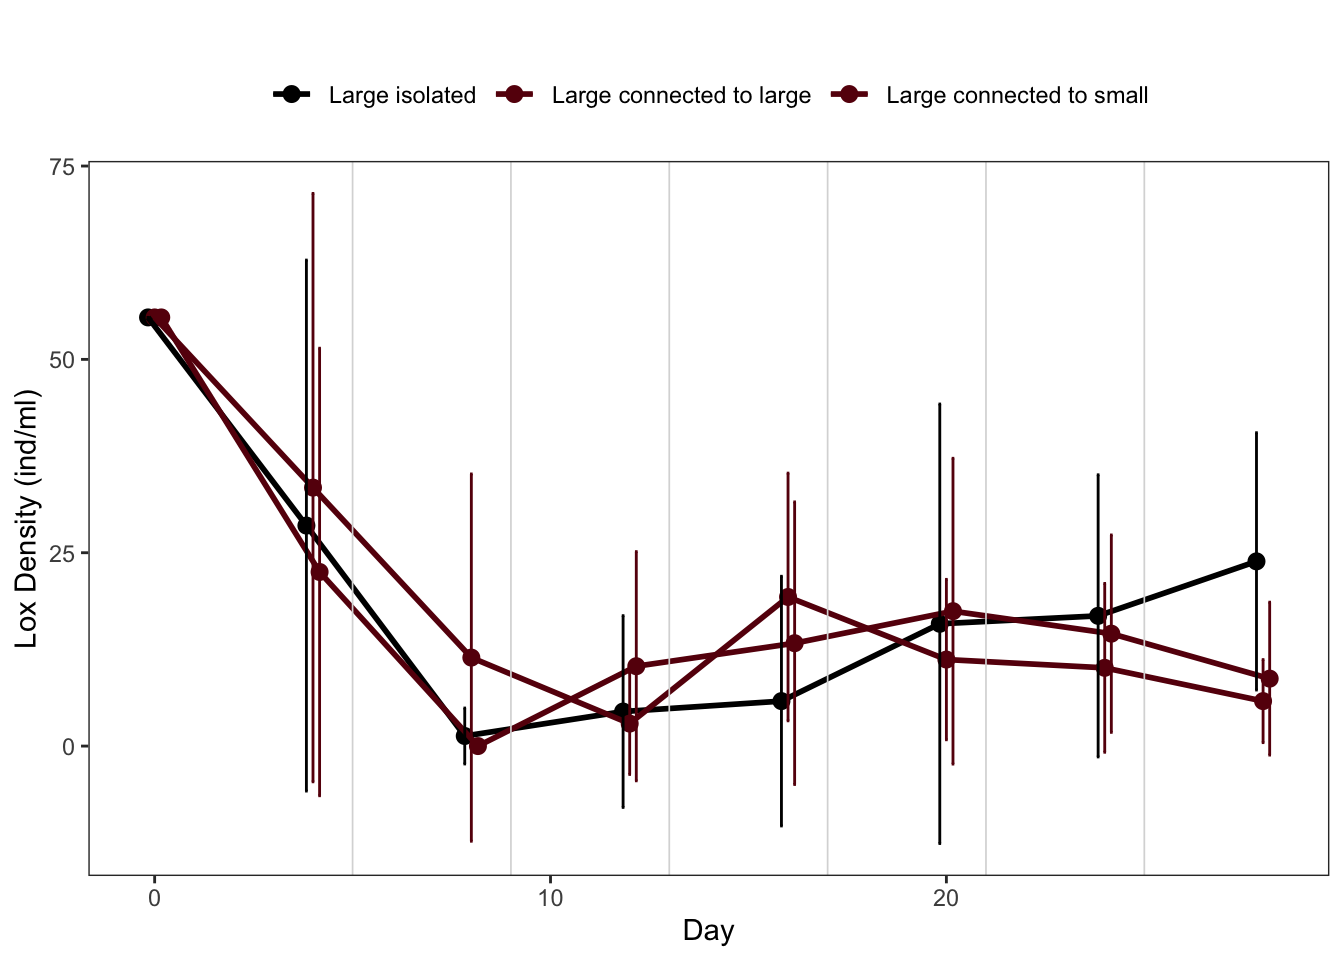 Large isolated Large connected to large Large connected to small
75
50
25
0
Lox Density (ind/ml)
0 10 20
Day